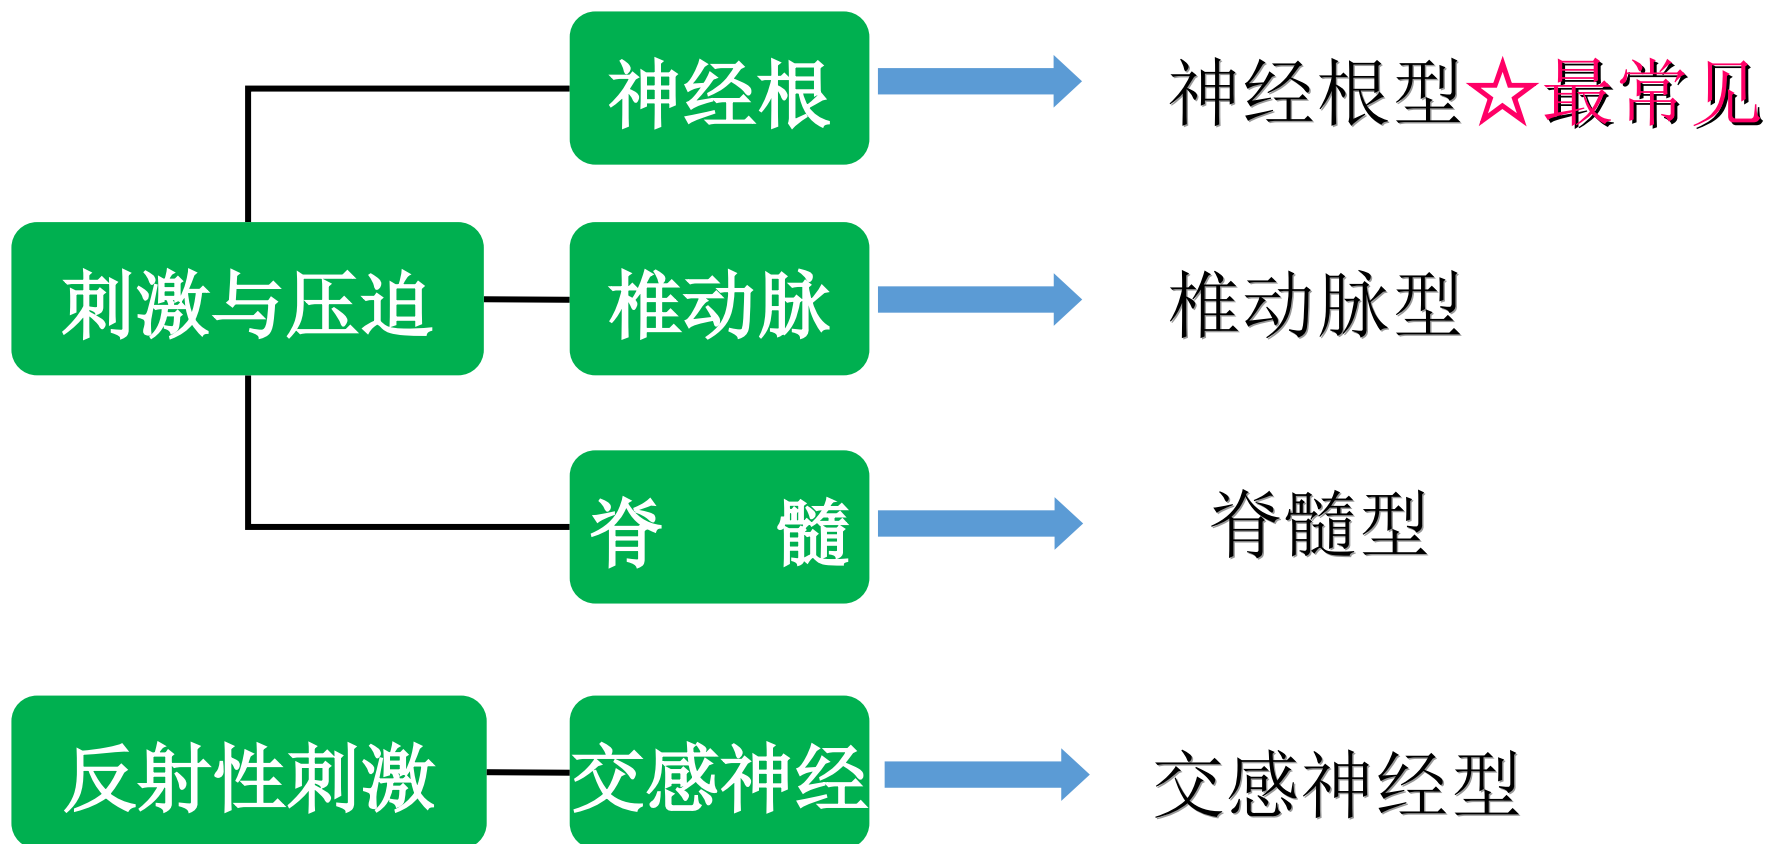 神经根
神经根型☆最常见
刺激与压迫
椎动脉
椎动脉型
脊 髓
脊髓型
反射性刺激
交感神经
交感神经型